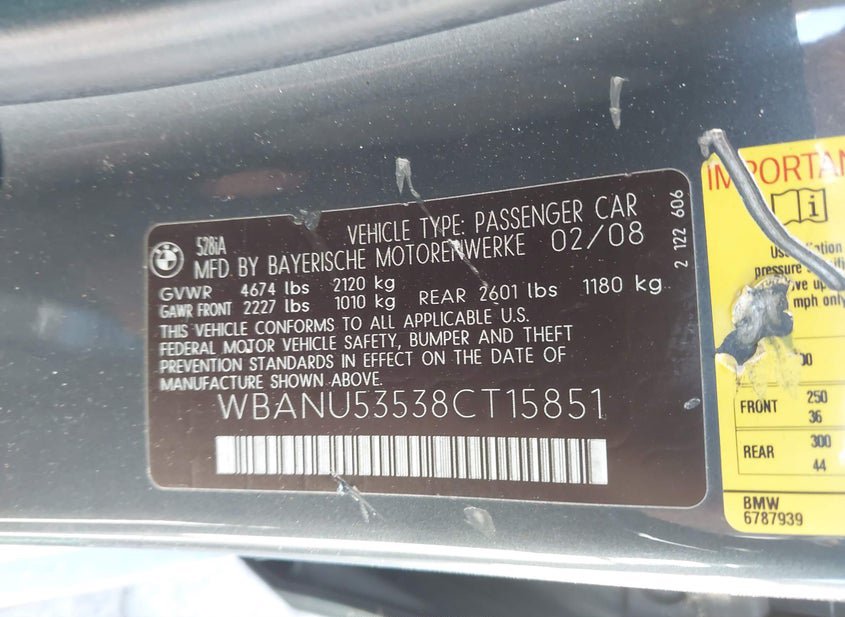 528iA
VEHICLE TYPE: PASSENGER CAR
MFD BY BAYERISCHE MOTORENWERKE 02/08
GVWR 4674 lbs 2120 kg
GAWR FRONT 2227 lbs 1010 kg REAR 2601 lbs 1180 kg
THIS VEHICLE CONFORMS TO ALL APPLICABLE U.S.
FEDERAL MOTOR VEHICLE SAFETY, BUMPER AND THEFT
PREVENTION STANDARDS IN EFFECT ON THE DATE OF
MANUFACTURE SHOWN ABOVE.
WBANU53538CT15851
2 122 606
IMPORTAN
pressure
mph only
FRONT 250
36
REAR 300
44
BMW
6787939